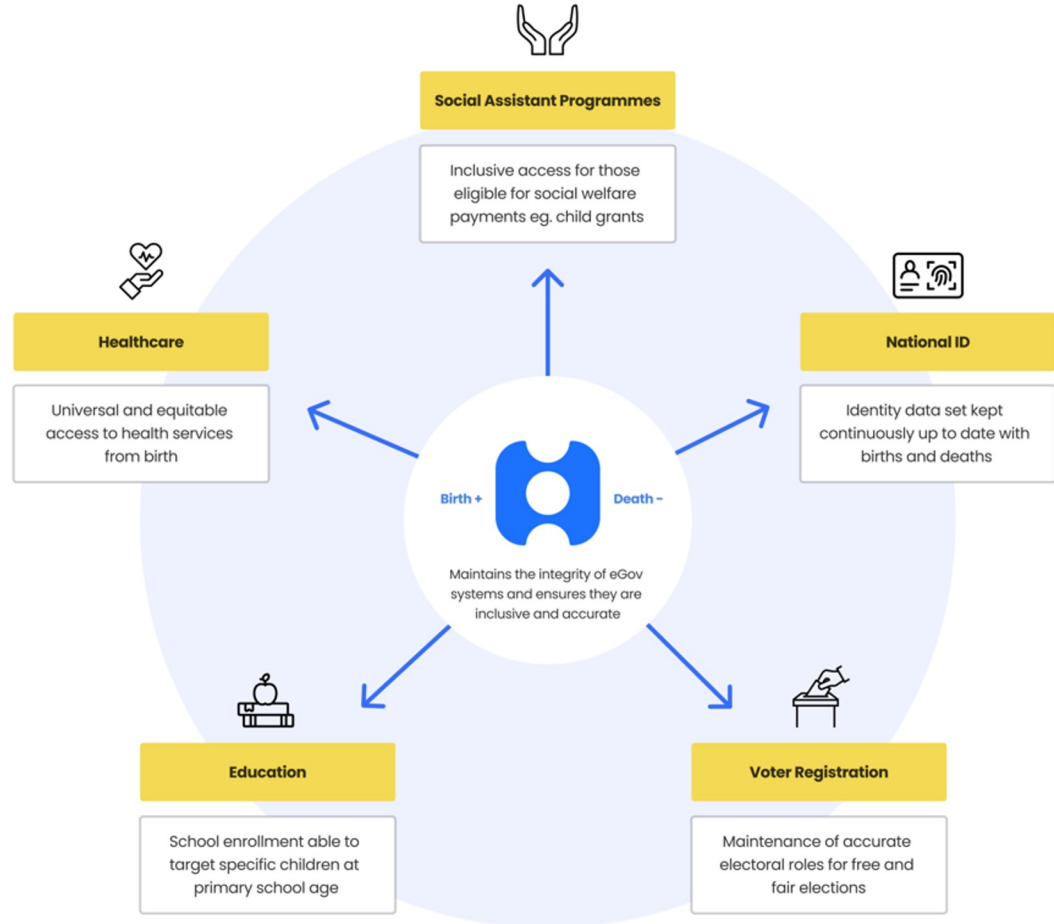 Social Assistant Programmes
Inclusive access for those
eligible for social welfare
payments eg. child grants
Healthcare
Universal and equitable
access to health services
from birth
National ID
Identity data set kept
continuously up to date with
births and deaths
Birth +
Death -
Maintains the integrity of eGov
systems and ensures they are
inclusive and accurate
Education
School enrollment able to
target specific children at
primary school age
Voter Registration
Maintenance of accurate
electoral roles for free and
fair elections